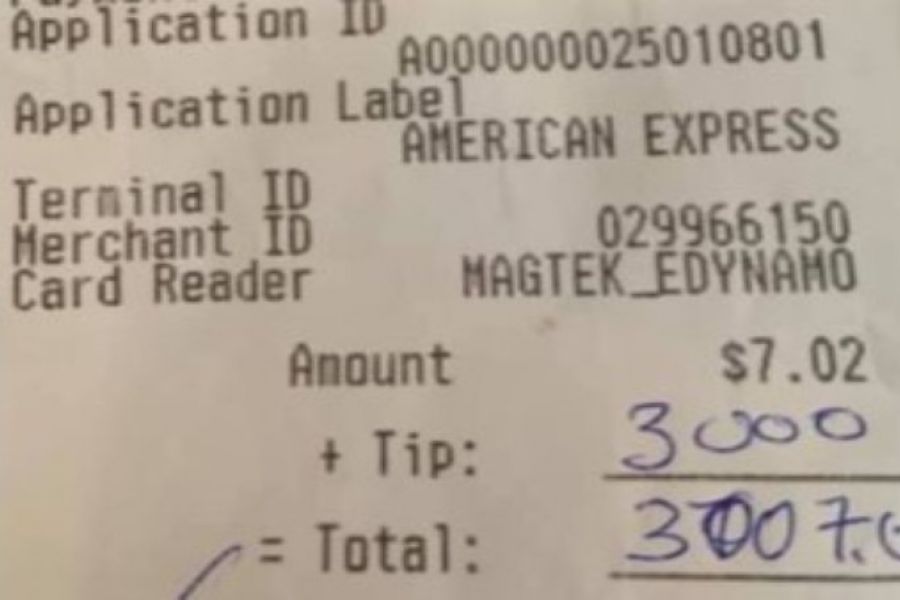 Application ID
A000000025010801
Application Label
AMERICAN EXPRESS
Terminal ID
Merchant ID 029966150
Card Reader MAGTEK_EDYNAMO
Amount $7.02
+ Tip: 3000
= Total: 3007.